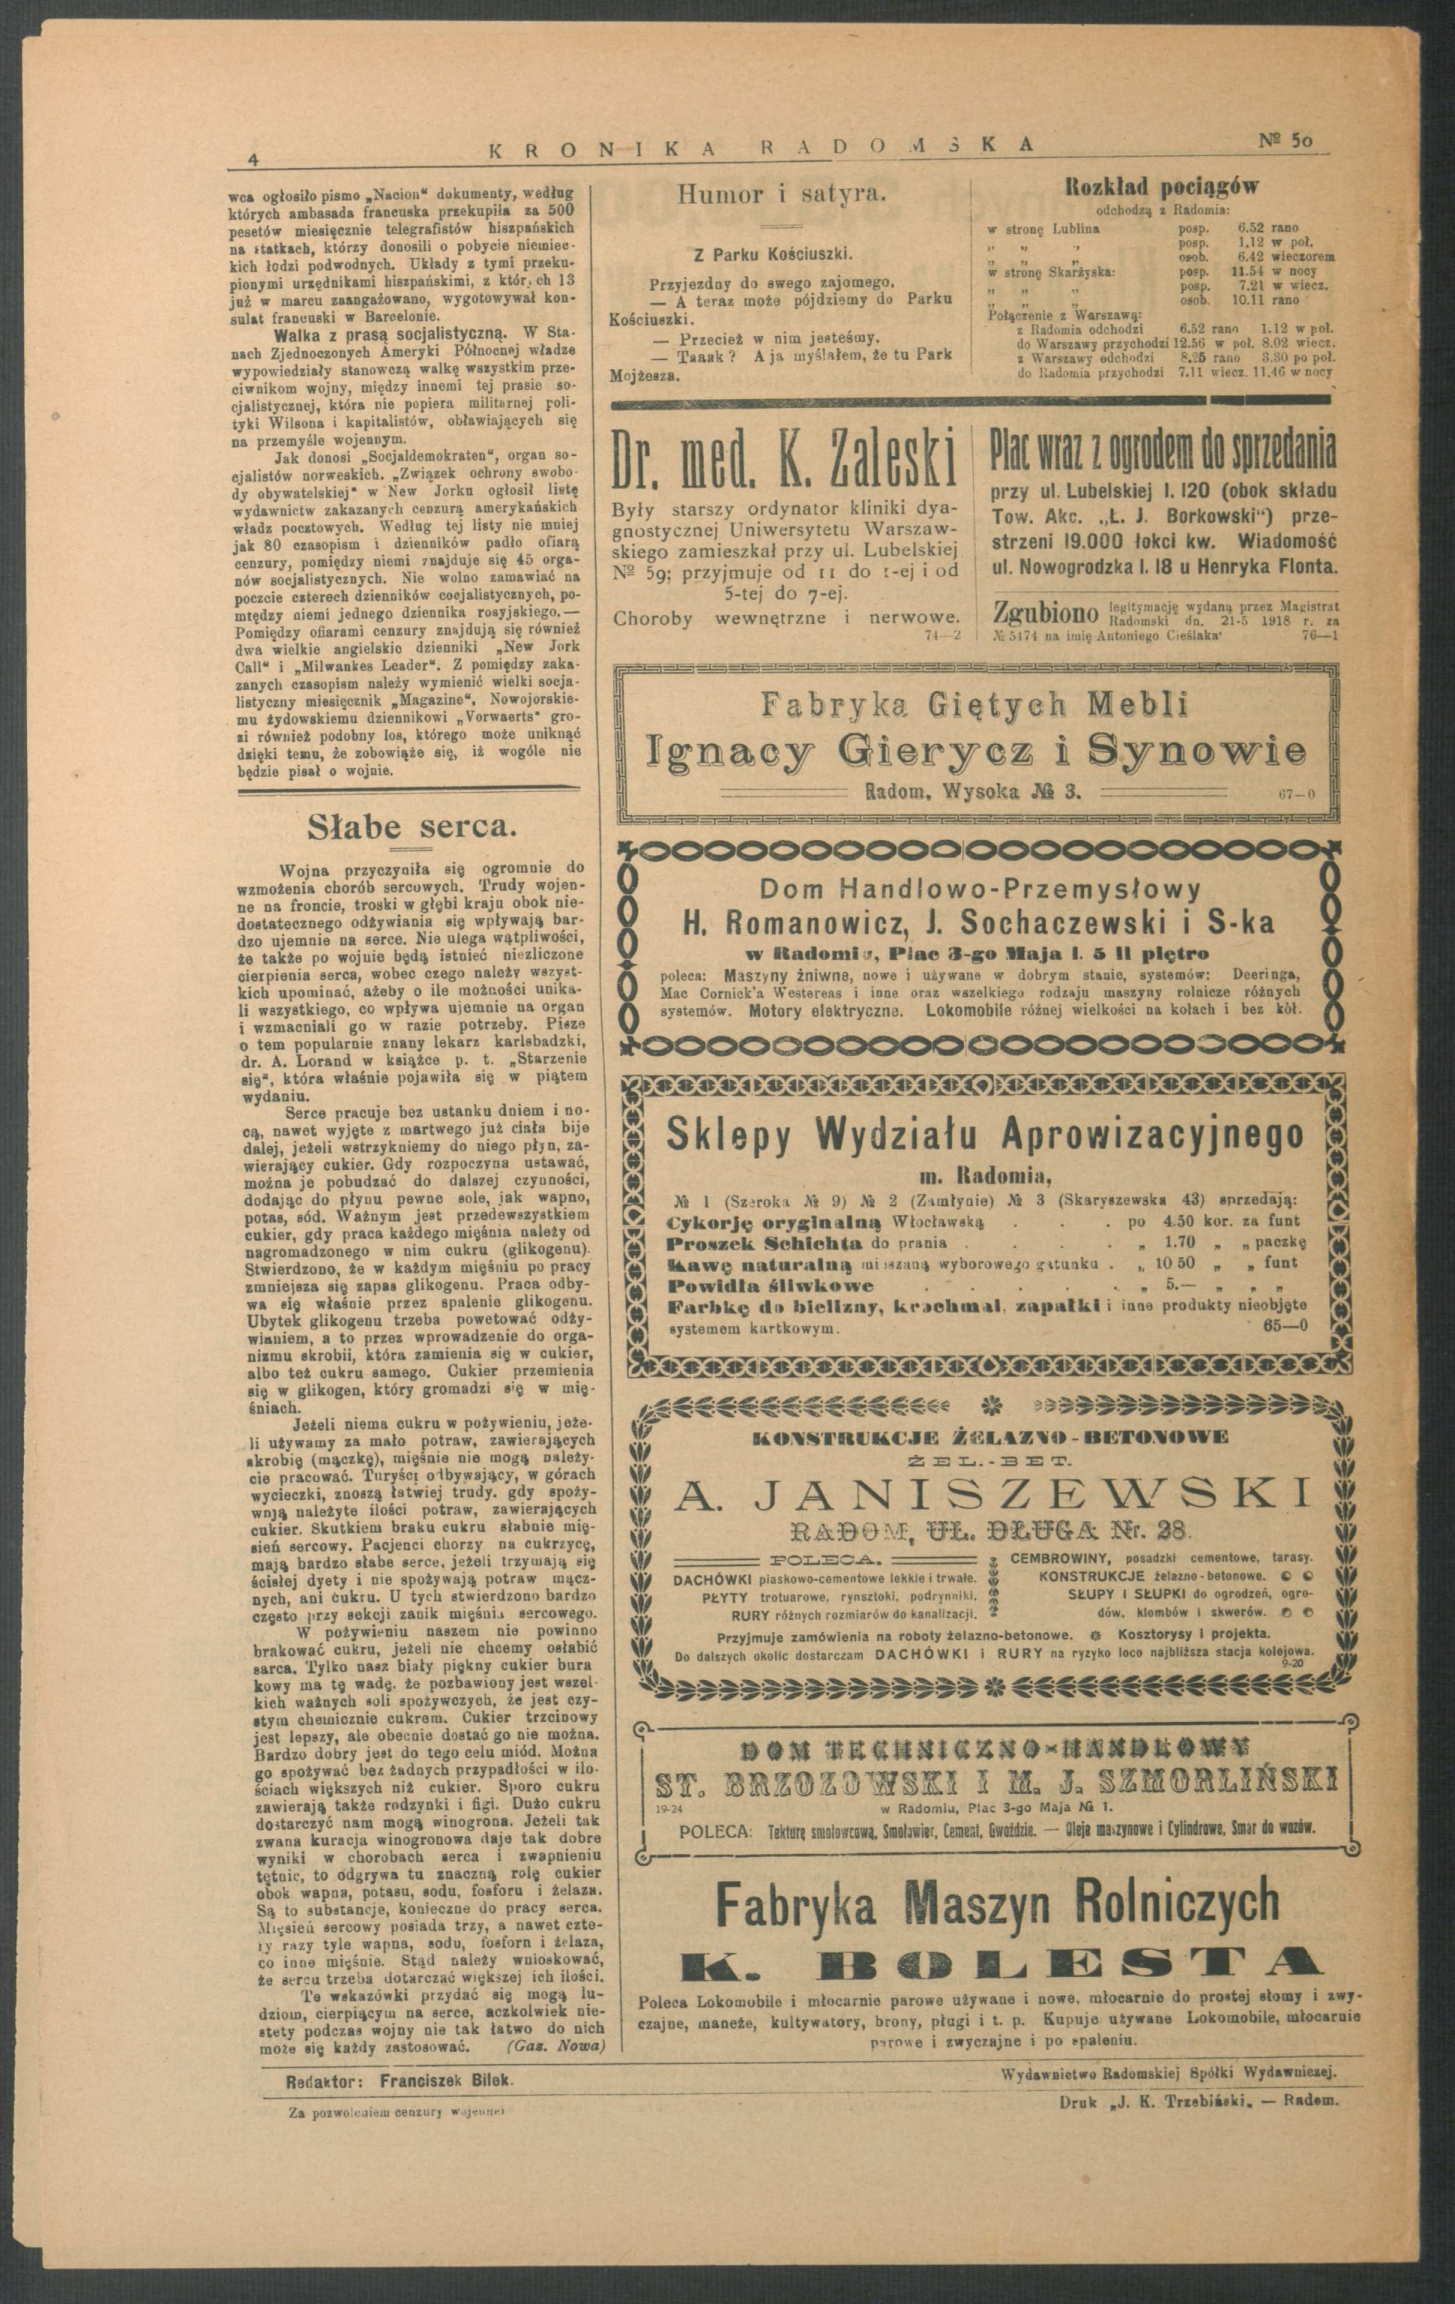 4
KRONIKA RADOMSKA
№ 50
wca ogłosiło pismo „Nacion“ dokumenty, według
których ambasada francuska przekupiła za 500
pesetów miesięcznie telegrafistów hiszpańskich
na statkach, którzy donosili o pobycie niemiec-
kich łodzi podwodnych. Układy z tymi przeku-
pionymi urzędnikami hiszpańskimi, z których 13
już w marcu zaangażowano, wygotowywał kon-
sulat francuski w Barcelonie.
Walka z prasą socjalistyczną. W Sta-
nach Zjednoczonych Ameryki Północnej władze
wypowiedziały stanowczą walkę wszystkim prze-
ciwnikom wojny, między innemi tej prasie so-
cjalistycznej, która nie popiera militarnej poli-
tyki Wilsona i kapitalistów, obławiających się
na przemyśle wojennym.
Jak donosi „Socjaldemokraten“, organ so-
cjalistów norweskich. „Związek ochrony swobo-
dy obywatelskiej“ w New Jorku ogłosił listę
wydawnictw zakazanych cenzurą amerykańskich
władz pocztowych. Według tej listy nie mniej
jak 80 czasopism i dzienników padło ofiarą
cenzury, pomiędzy niemi znajduje się 45 orga-
nów socjalistycznych. Nie wolno zamawiać na
poczcie czterech dzienników cocjalistycznych, po-
mtędzy niemi jednego dziennika rosyjskiego.—
Pomiędzy ofiarami cenzury znajdują się również
dwa wielkie angielskie dzienniki „New Jork
Call“ i „Milwankes Leader“. Z pomiędzy zaka-
zanych czasopism należy wymienić wielki socja-
listyczny miesięcznik „Magazine“. Nowojorskie-
mu żydowskiemu dziennikowi „Vorwaerts“ gro-
zi również podobny los, którego może uniknąć
dzięki temu, że zobowiąże się, iż wogóle nie
będzie pisał o wojnie.
Słabe serca.
Wojna przyczyniła się ogromnie do
wzmożenia chorób sercowych. Trudy wojen-
ne na froncie, troski w głębi kraju obok nie-
dostatecznego odżywiania się wpływają bar-
dzo ujemnie na serce. Nie ulega wątpliwości,
że także po wojnie będą istnieć niezliczone
cierpienia serca, wobec czego należy wszyst-
kich upominać, ażeby o ile możności unika-
li wszystkiego, co wpływa ujemnie na organ
i wzmacniali go w razie potrzeby. Pisze
o tem popularnie znany lekarz karlsbadzki,
dr. A. Lorand w książce p. t. „Starzenie
się“, która właśnie pojawiła się w piątem
wydaniu.
Serce pracuje bez ustanku dniem i no-
cą, nawet wyjęte z martwego już ciała bije
dalej, jeżeli wstrzykniemy do niego płyn, za-
wierający cukier. Gdy rozpoczyna ustawać,
można je pobudzać do dalszej czynności,
dodając do płynu pewne sole, jak wapno,
potas, sód. Ważnym jest przedewszystkiem
cukier, gdy praca każdego mięśnia należy od
nagromadzonego w nim cukru (glikogenu).
Stwierdzono, że w każdym mięśniu po pracy
zmniejsza się zapas glikogenu. Praca odby-
wa się właśnie przez spalenie glikogenu.
Ubytek glikogenu trzeba powetować odży-
wianiem, a to przez wprowadzenie do orga-
nizmu skrobii, która zamienia się w cukier,
albo też cukru samego. Cukier przemienia
się w glikogen, który gromadzi się w mię-
śniach.
Jeżeli niema cukru w pożywieniu, jeże-
li używamy za mało potraw, zawierających
skrobię (mączkę), mięśnie nie mogą należy-
cie pracować. Turyści odbywający, w górach
wycieczki, znoszą łatwiej trudy. gdy spoży-
wnją należyte ilości potraw, zawierających
cukier. Skutkiem braku cukru słabnie mię-
sień sercowy. Pacjenci chorzy na cukrzycę,
mają bardzo słabe serce, jeżeli trzymają się
ścisłej dyety i nie spożywają potraw mącz-
nych, ani cukru. U tych stwierdzono bardzo
często przy sekcji zanik mięśnia sercowego.
W pożywieniu naszem nie powinno
brakować cukru, jeżeli nie chcemy osłabić
sarca. Tylko nasz biały piękny cukier bura
kowy ma tę wadę. że pozbawiony jest wszel-
kich ważnych soli spożywczych, że jest czy-
stym chemicznie cukrem. Cukier trzcinowy
jest lepszy, ale obecnie dostać go nie można.
Bardzo dobry jest do tego celu miód. Można
go spożywać bez żadnych przypadłości w ilo-
ściach większych niż cukier. Sporo cukru
zawierają także rodzynki i figi. Dużo cukru
dostarczyć nam mogą winogrona. Jeżeli tak
zwana kuracja winogronowa daje tak dobre
wyniki w chorobach serca i zwapnieniu
tętnic, to odgrywa tu znaczną rolę cukier
obok wapna, potasu, sodu, fosforu i żelaza.
Są to substancje, konieczne do pracy serca.
Mięsień sercowy posiada trzy, a nawet czte-
ry razy tyle wapna, sodu, fosforn i żelaza,
co inne mięśnie. Stąd należy wnioskować,
że sercu trzeba dotarczać większej ich ilości.
Te wskazówki przydać się mogą lu-
dziom, cierpiącym na serce, aczkolwiek nie-
stety podczas wojny nie tak łatwo do nich
może się każdy zastosować. (Gaz. Nowa)
Humor i satyra.
Z Parku Kościuszki.
Przyjezdny do swego zajomego.
— A teraz może pójdziemy do Parku
Kościuszki.
— Przecież w nim jesteśmy.
— Taaak? A ja myślałem, że tu Park
Mojżesza.
Rozkład pociągów
odchodzą z Radomia:
w stronę Lublina posp. 6.52 rano
„ „ „ posp. 1.12 w poł.
„ „ „ osob. 6.42 wieczorem
w stronę Skarżyska: posp. 11.54 w nocy
„ „ „ posp. 7.21 w wiecz.
„ „ „ osob. 10.11 rano
Połączenie z Warszawą:
z Radomia odchodzi 6.52 rano 1.12 w poł.
do Warszawy przychodzi 12.56 w poł. 8.02 wiecz.
z Warszawy odchodzi 8.25 rano 3.30 po poł.
do Radomia przychodzi 7.11 wiecz. 11.46 w nocy
Dr. med. K. Zaleski
Były starszy ordynator kliniki dya-
gnostycznej Uniwersytetu Warszaw-
skiego zamieszkał przy ul. Lubelskiej
№ 59; przyjmuje od 11 do 1-ej i od
5-tej do 7-ej.
Choroby wewnętrzne i nerwowe.
74—2
Plac wraz z ogrodem do sprzedania
przy ul. Lubelskiej l. 120 (obok składu
Tow. Akc. „Ł. J. Borkowski“) prze-
strzeni 19.000 łokci kw. Wiadomość
ul. Nowogrodzka l. 18 u Henryka Flonta.
Zgubiono legitymację wydaną przez Magistrat
Radomski dn. 21-5 1918 r. za
№ 5474 na imię Antoniego Cieślaka 76—1
Fabryka Giętych Mebli
Ignacy Gierycz i Synowie
Radom, Wysoka № 3.
67—0
Dom Handlowo-Przemysłowy
H. Romanowicz, J. Sochaczewski i S-ka
w Radomiu, Plac 3-go Maja l. 5 II piętro
poleca: Maszyny żniwne, nowe i używane w dobrym stanie, systemów: Deeringa,
Mac Cornick'a Westereas i inne oraz wszelkiego rodzaju maszyny rolnicze różnych
systemów. Motory elektryczne. Lokomobile różnej wielkości na kołach i bez kół.
Sklepy Wydziału Aprowizacyjnego
m. Radomia,
№ 1 (Szeroka № 9) № 2 (Zamłynie) № 3 (Skaryszewska 43) sprzedają:
Cykorję oryginalną Włocławską . . . po 4.50 kor. za funt
Proszek Schichta do prania . . . . „ 1.70 „ „ paczkę
Kawę naturalną mieszaną wyborowego gatunku . „ 10 50 „ „ funt
Powidla śliwkowe . . . . . „ 5.— „ „ „
Farbkę do bielizny, krochmal, zapałki i inne produkty nieobjęte
systemem kartkowym. 65—0
KONSTRUKCJE ŻELAZNO-BETONOWE
ŻEL.-BET.
A. JANISZEWSKI
RADOM, UL. DŁUGA Nr. 28.
POLECA.
DACHÓWKI piaskowo-cementowe lekkie i trwałe.
PŁYTY trotuarowe, rynsztoki, podrynniki.
RURY różnych rozmiarów do kanalizacji.
CEMBROWINY, posadzki cementowe, tarasy.
KONSTRUKCJE żelazno-betonowe.
SŁUPY I SŁUPKI do ogrodzeń, ogro-
dów, klombów i skwerów.
Przyjmuje zamówienia na roboty żelazno-betonowe. Kosztorysy i projekta.
Do dalszych okolic dostarczam DACHÓWKI i RURY na ryzyko loco najbliższa stacja kolejowa.
9-20
DOM TECHNICZNO-HANDLOWY
ST. BRZOZOWSKI I M. J. SZMORLIŃSKI
19-24
w Radomiu, Plac 3-go Maja № 1.
POLECA: Tekturę smołowcową, Smoławier, Cement, Gwoździe. — Oleje maszynowe i Cylindrowe, Smar do wozów.
Fabryka Maszyn Rolniczych
K. BOLESTA
Poleca Lokomobile i młocarnie parowe używane i nowe, młocarnie do prostej słomy i zwy-
czajne, maneże, kultywatory, brony, pługi i t. p. Kupuje używane Lokomobile, młocarnie
parowe i zwyczajne i po spaleniu.
Redaktor: Franciszek Bilek.
Wydawnictwo Radomskiej Spółki Wydawniczej.
Za pozwoleniem cenzury wojennej
Druk „J. K. Trzebiński„ — Radom.